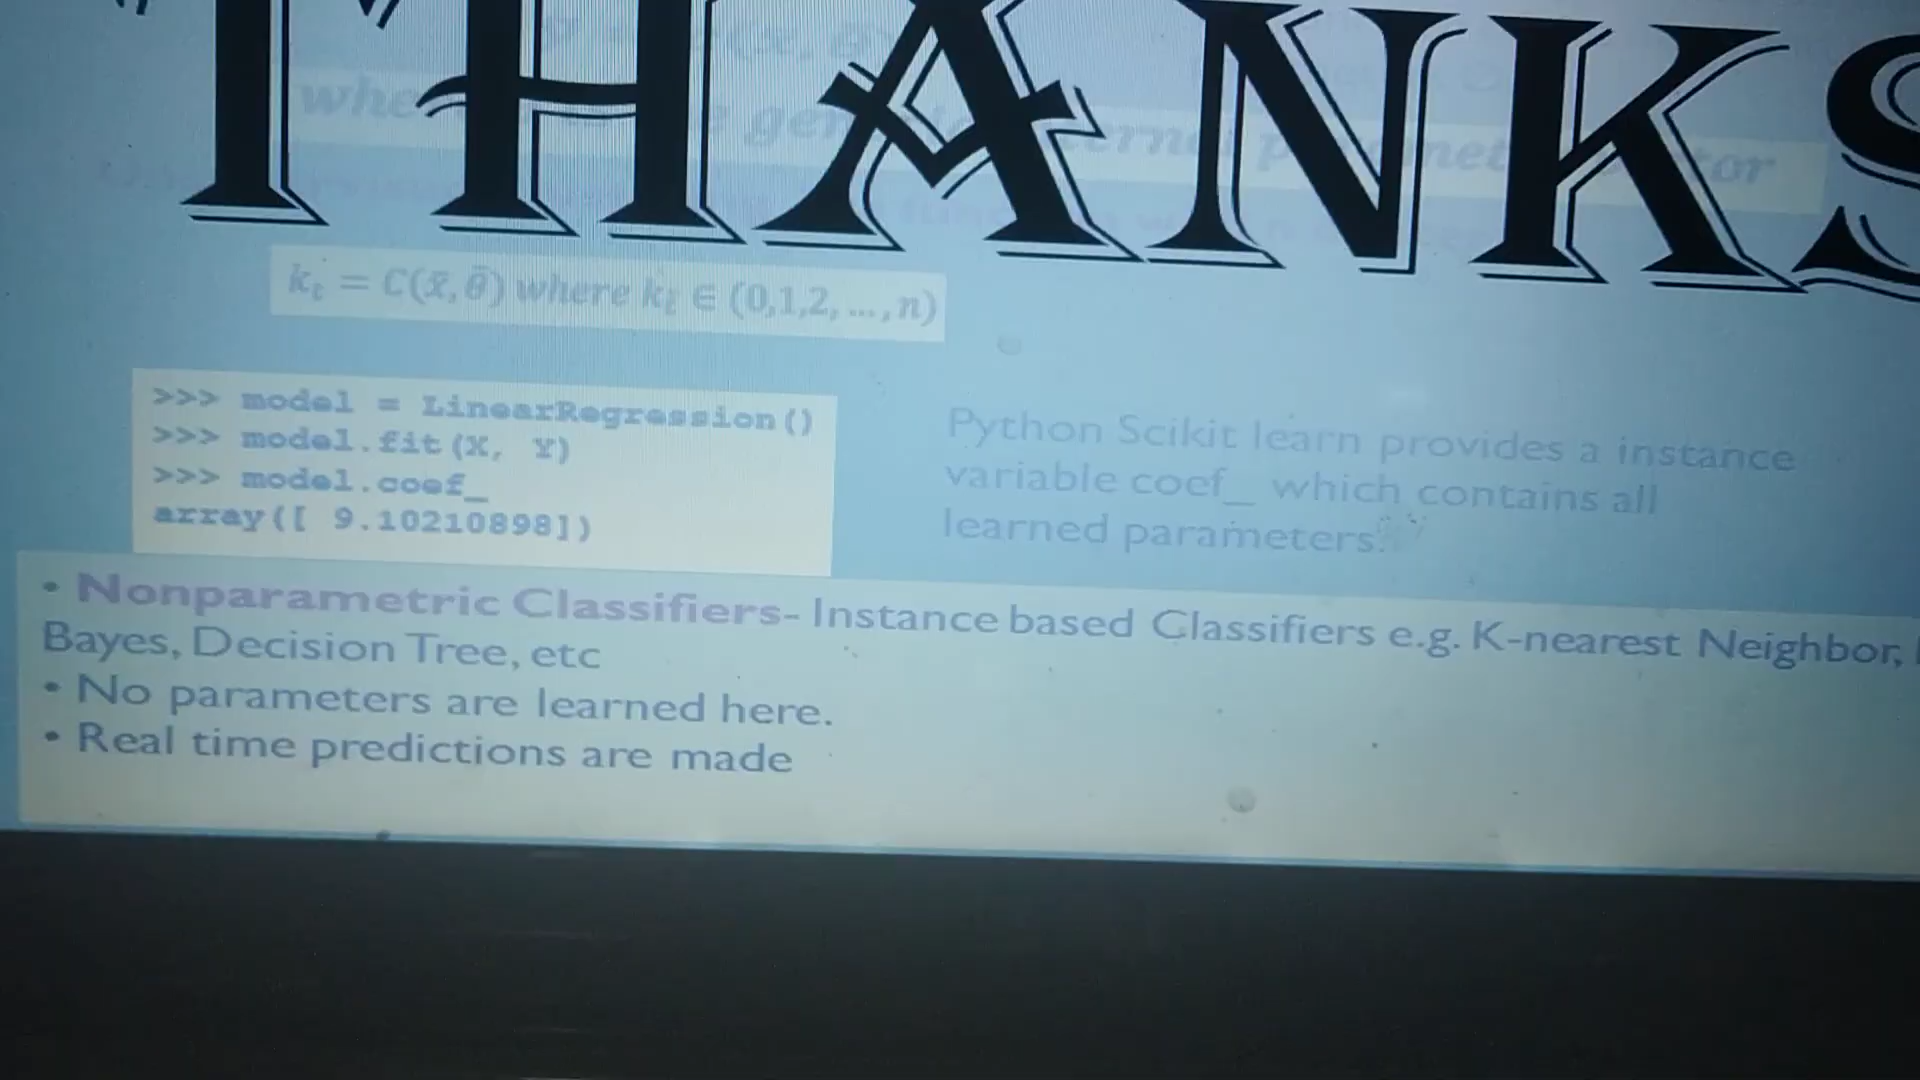 THANKS
k_t = C(x̄, θ̄) where k_t ∈ (0,1,2, ..., n)
>>> model = LinearRegression()
>>> model.fit(X, Y)
>>> model.coef_
array([ 9.10210898])
Python Scikit learn provides a instance
variable coef_ which contains all
learned parameters.
• Nonparametric Classifiers- Instance based Classifiers e.g. K-nearest Neighbor,
Bayes, Decision Tree, etc
• No parameters are learned here.
• Real time predictions are made